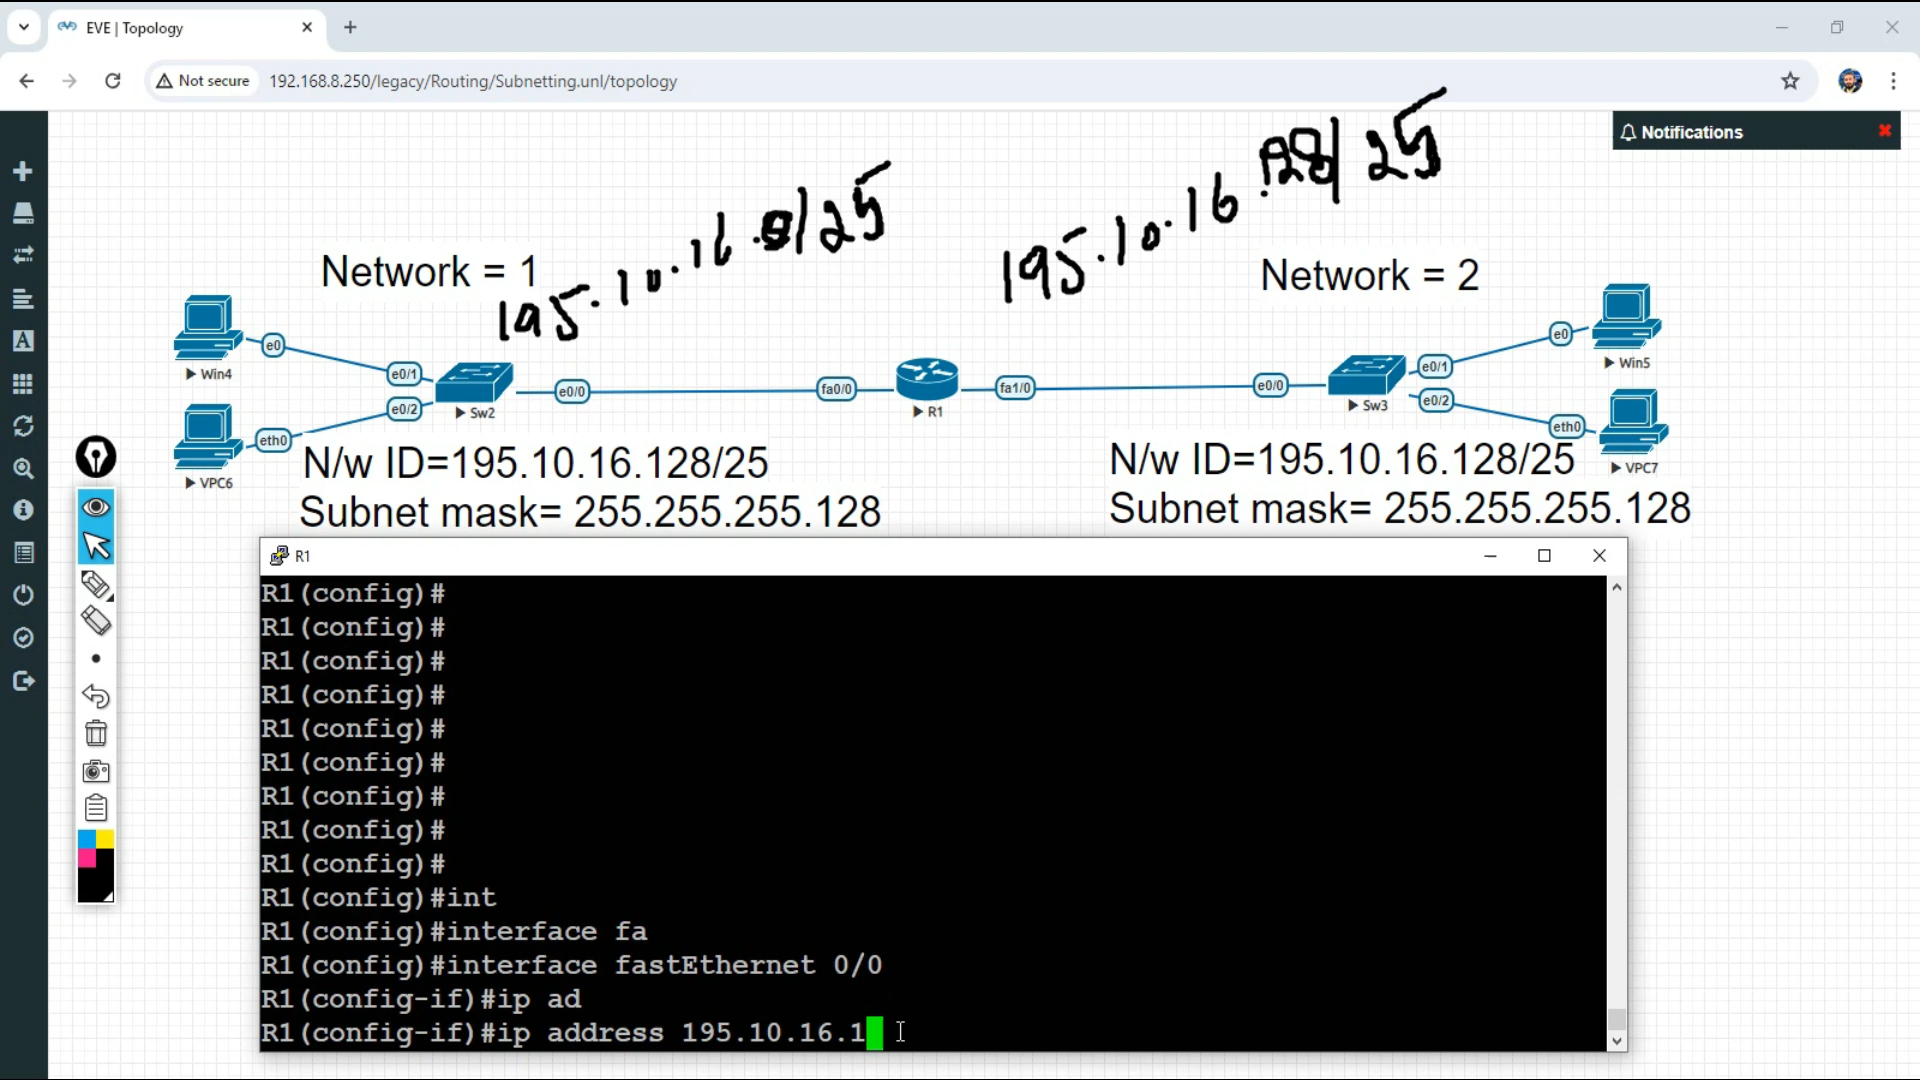 EVE | Topology
Not secure
192.168.8.250/legacy/Routing/Subnetting.unl/topology
Notifications
195.10.16.0/25
195.10.16.128/25
Network = 1
Network = 2
e0
e0/1
e0/2
eth0
Win4
VPC6
Sw2
e0/0
fa0/0
R1
fa1/0
e0/0
Sw3
e0/1
e0/2
e0
eth0
Win5
VPC7
N/w ID=195.10.16.128/25
Subnet mask= 255.255.255.128
N/w ID=195.10.16.128/25
Subnet mask= 255.255.255.128
R1
R1(config)#
R1(config)#
R1(config)#
R1(config)#
R1(config)#
R1(config)#
R1(config)#
R1(config)#
R1(config)#
R1(config)#int
R1(config)#interface fa
R1(config)#interface fastEthernet 0/0
R1(config-if)#ip ad
R1(config-if)#ip address 195.10.16.1